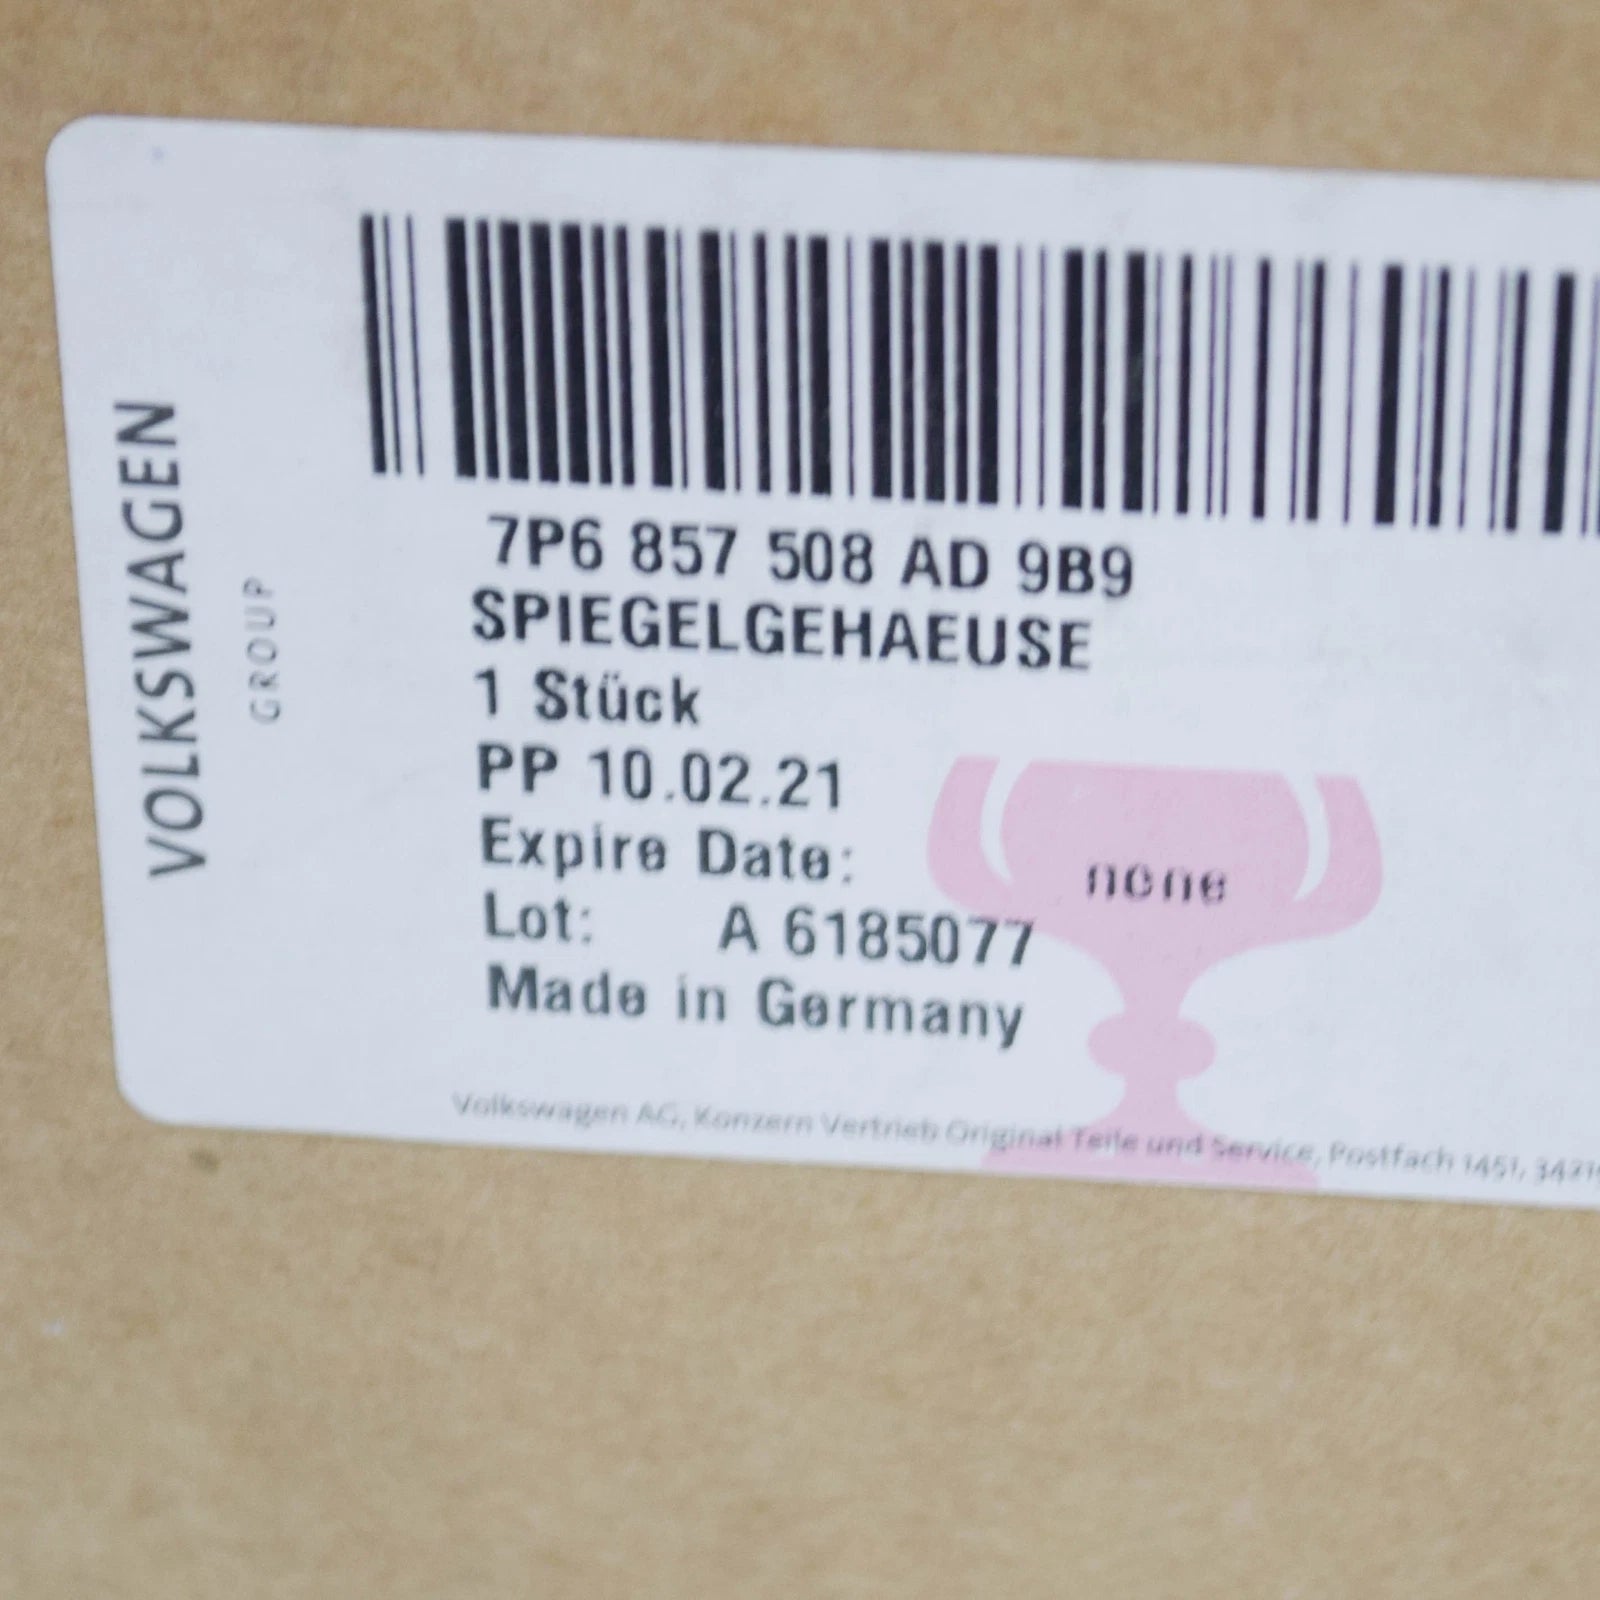 VOLKSWAGEN
GROUP
7P6 857 508 AD 9B9
SPIEGELGEHAEUSE
1 Stück
PP 10.02.21
Expire Date: none
Lot: A 6185077
Made in Germany
Volkswagen AG, Konzern Vertrieb Original Teile und Service, Postfach 1451,